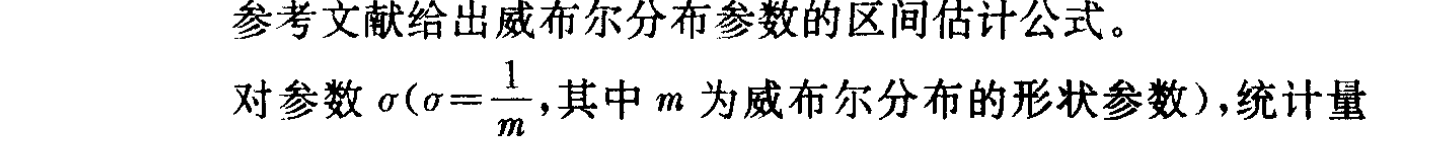 参考文献给出威布尔分布参数的区间估计公式。
对参数 σ(σ=1/m,其中 m 为威布尔分布的形状参数),统计量